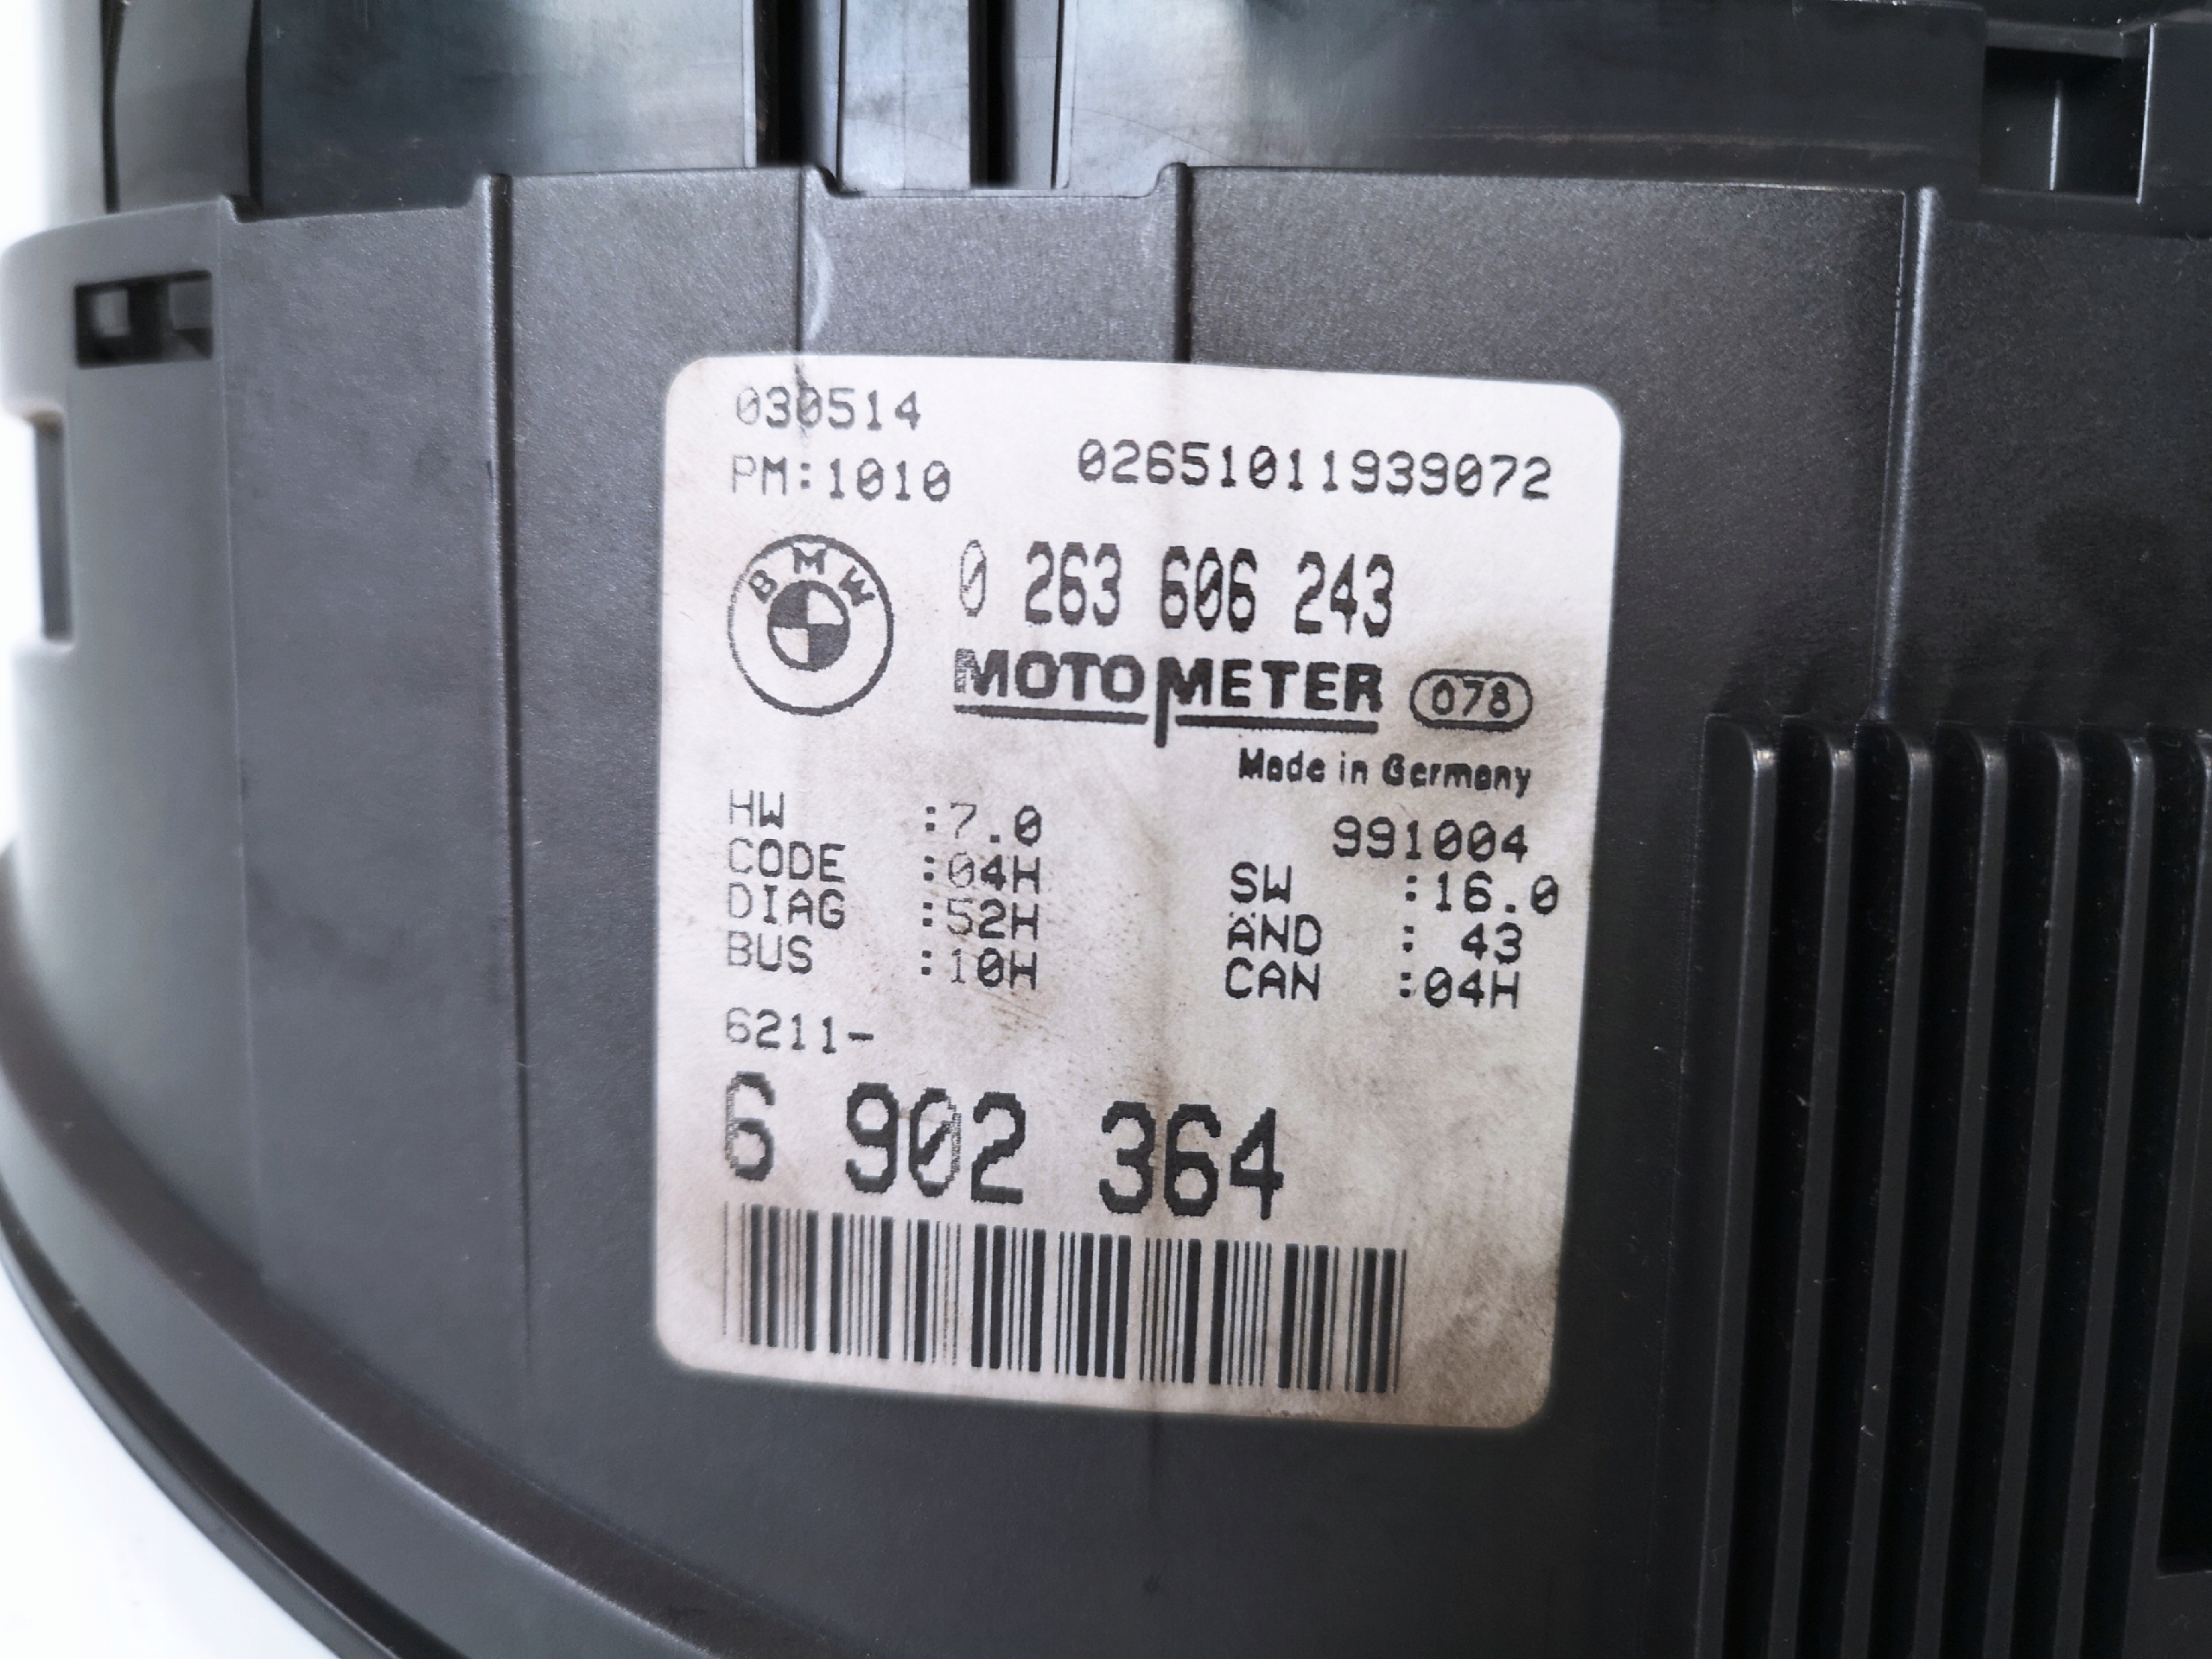 030514
PM:1010
02651011939072
BMW
0 263 606 243
MOTOMETER 078
Made in Germany
991004
HW :7.0
CODE :04H
DIAG :52H
BUS :10H
SW :16.0
ÄND : 43
CAN :04H
6211-
6 902 364